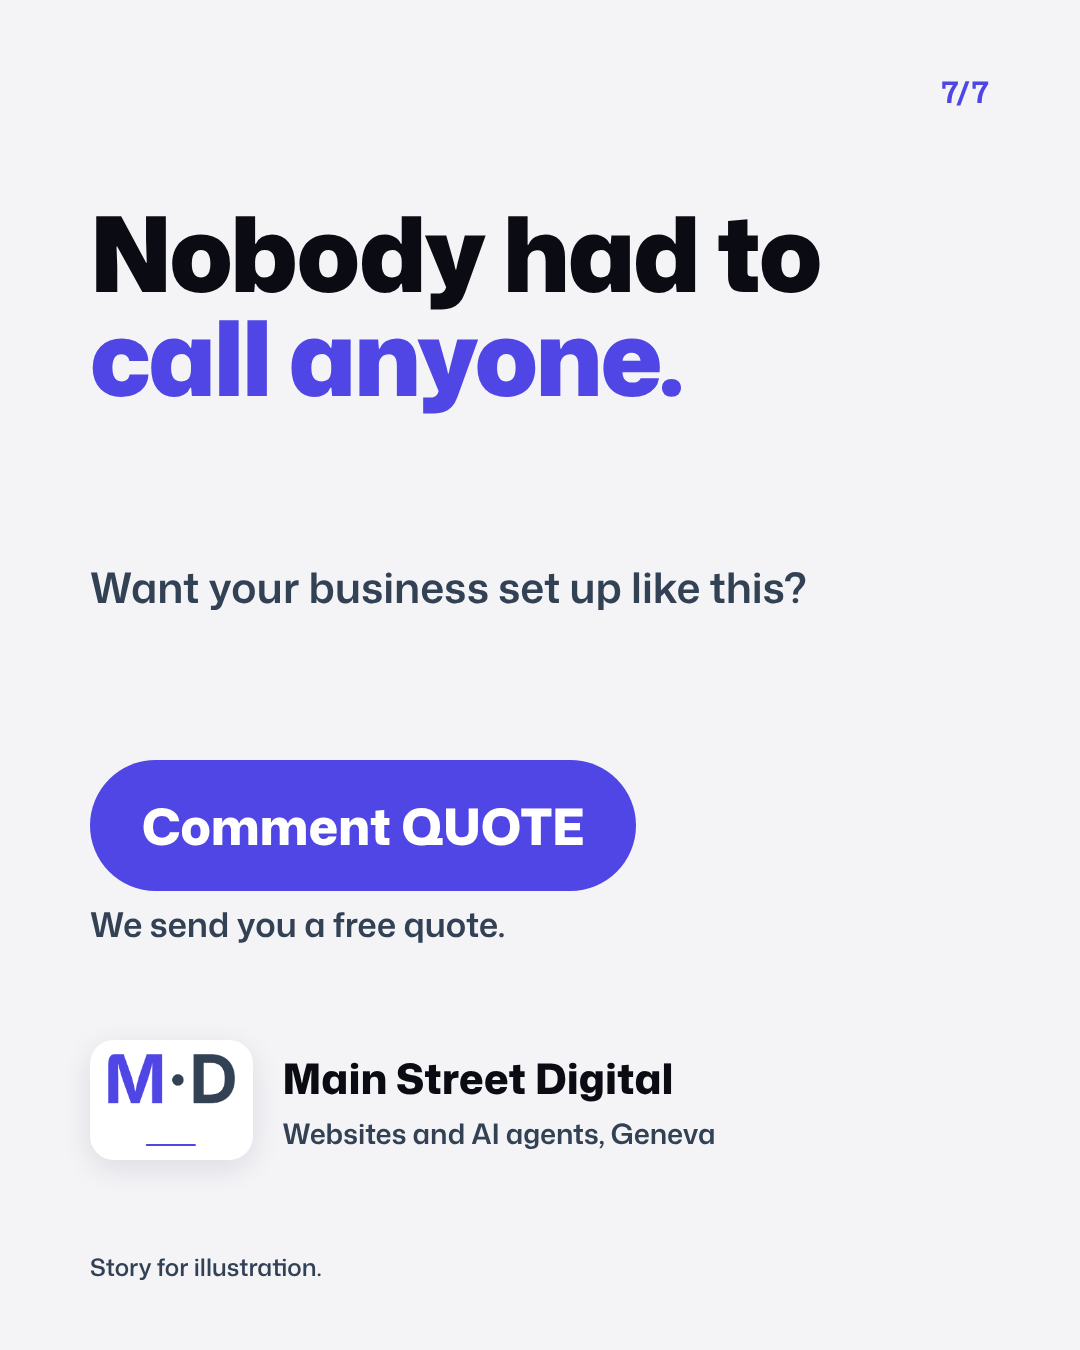 7/7
Nobody had to
call anyone.
Want your business set up like this?
Comment QUOTE
We send you a free quote.
M·D
Main Street Digital
Websites and AI agents, Geneva
Story for illustration.